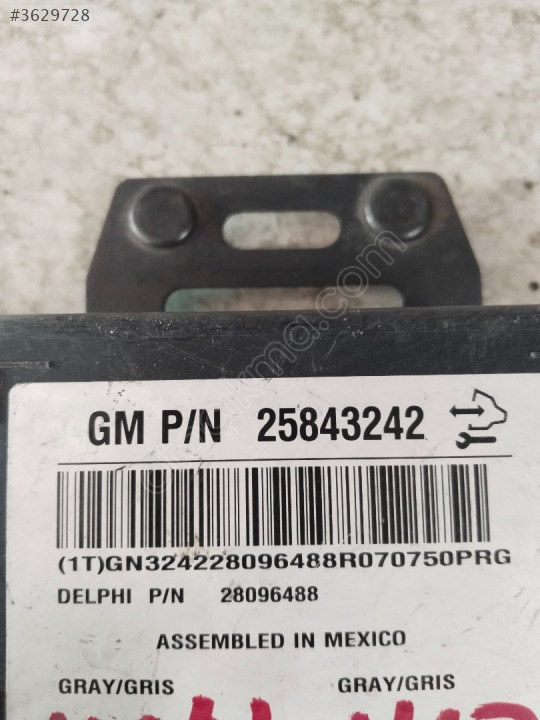 #3629728
GM P/N 25843242
(1T)GN324228096488R070750PRG
DELPHI P/N 28096488
ASSEMBLED IN MEXICO
GRAY/GRIS GRAY/GRIS